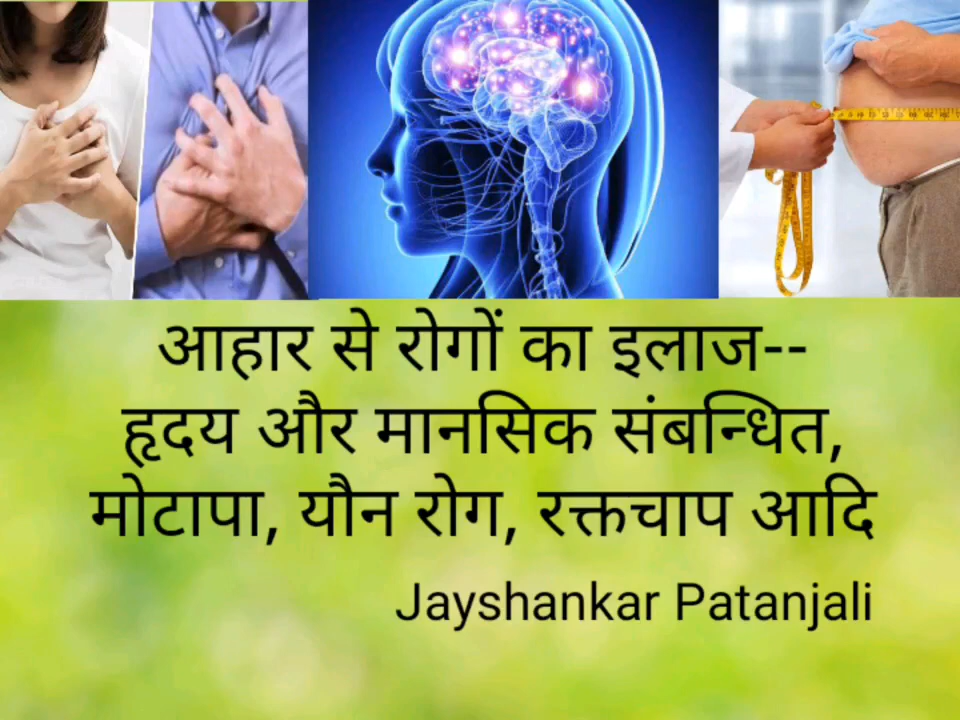 आहार से रोगों का इलाज--
हृदय और मानसिक संबन्धित,
मोटापा, यौन रोग, रक्तचाप आदि
Jayshankar Patanjali